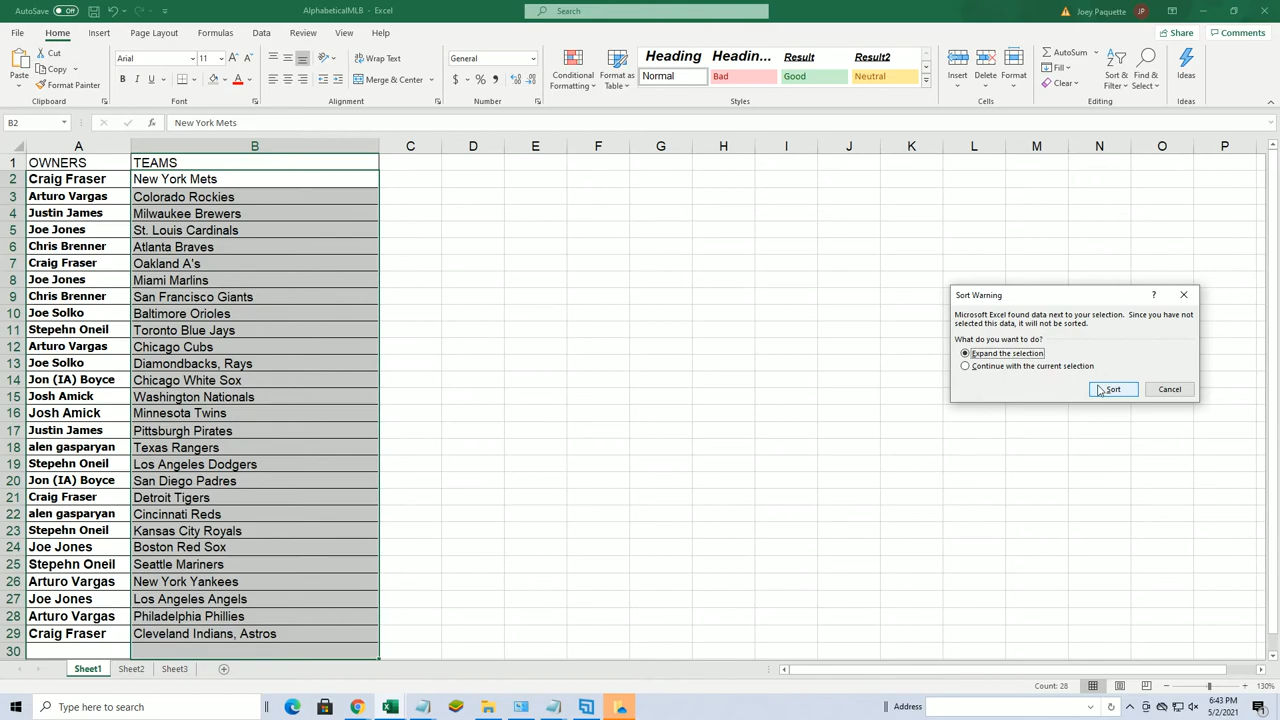 AutoSave Off AlphabeticalMLB - Excel Search Joey Paquette JP
File Home Insert Page Layout Formulas Data Review View Help Share Comments
Paste Cut Copy Format Painter Clipboard
Arial 11 A A B I U A Font
Wrap Text Merge & Center Alignment
General $ % Number
Conditional Formatting Format as Table
Heading Headin... Result Result2
Normal Bad Good Neutral Styles
Insert Delete Format Cells
AutoSum Fill Clear Sort & Filter Find & Select Editing
Ideas Ideas
B2 fx New York Mets
A B C D E F G H I J K L M N O P
1 OWNERS TEAMS
2 Craig Fraser New York Mets
3 Arturo Vargas Colorado Rockies
4 Justin James Milwaukee Brewers
5 Joe Jones St. Louis Cardinals
6 Chris Brenner Atlanta Braves
7 Craig Fraser Oakland A's
8 Joe Jones Miami Marlins
9 Chris Brenner San Francisco Giants
10 Joe Solko Baltimore Orioles
11 Stepehn Oneil Toronto Blue Jays
12 Arturo Vargas Chicago Cubs
13 Joe Solko Diamondbacks, Rays
14 Jon (IA) Boyce Chicago White Sox
15 Josh Amick Washington Nationals
16 Josh Amick Minnesota Twins
17 Justin James Pittsburgh Pirates
18 alen gasparyan Texas Rangers
19 Stepehn Oneil Los Angeles Dodgers
20 Jon (IA) Boyce San Diego Padres
21 Craig Fraser Detroit Tigers
22 alen gasparyan Cincinnati Reds
23 Stepehn Oneil Kansas City Royals
24 Joe Jones Boston Red Sox
25 Stepehn Oneil Seattle Mariners
26 Arturo Vargas New York Yankees
27 Joe Jones Los Angeles Angels
28 Arturo Vargas Philadelphia Phillies
29 Craig Fraser Cleveland Indians, Astros
30
Sort Warning ?
Microsoft Excel found data next to your selection. Since you have not
selected this data, it will not be sorted.
What do you want to do?
Expand the selection
Continue with the current selection
Sort Cancel
Sheet1 Sheet2 Sheet3
Count: 28 130%
Type here to search Address 6:43 PM
5/2/2021